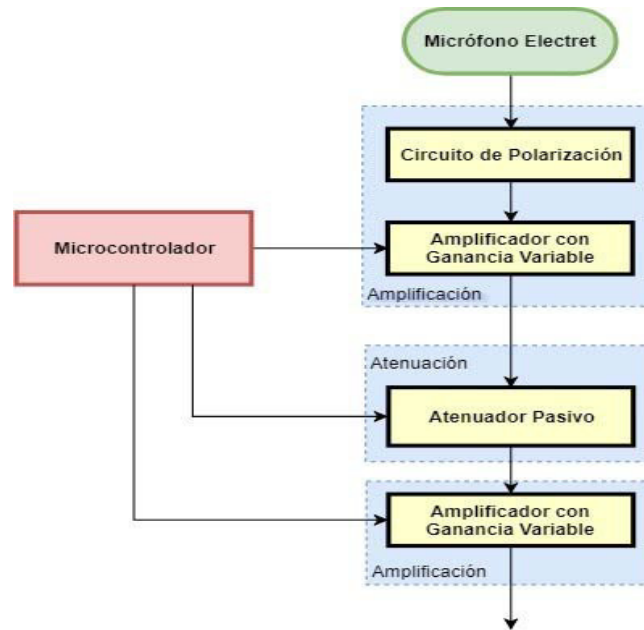 Micrófono Electret
Circuito de Polarización
Microcontrolador
Amplificador con
Ganancia Variable
Amplificación
Atenuación
Atenuador Pasivo
Amplificador con
Ganancia Variable
Amplificación